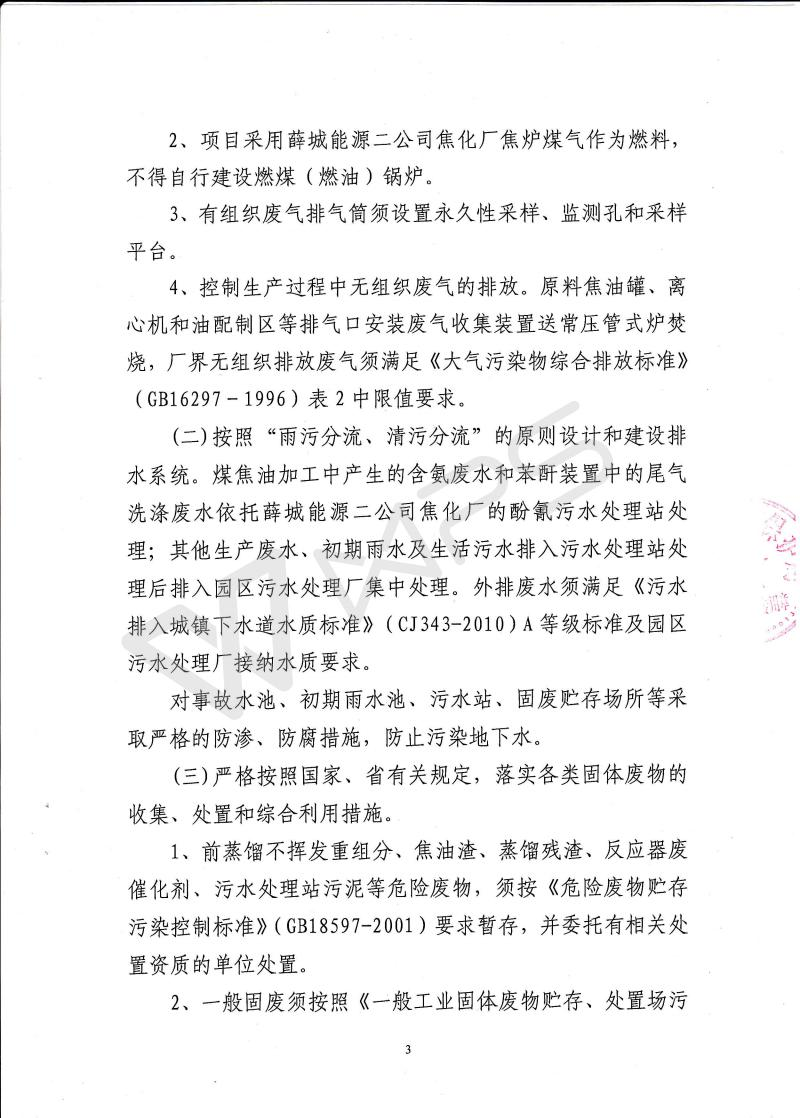 2、项目采用薛城能源二公司焦化厂焦炉煤气作为燃料，
不得自行建设燃煤（燃油）锅炉。
3、有组织废气排气筒须设置永久性采样、监测孔和采样
平台。
4、控制生产过程中无组织废气的排放。原料焦油罐、离
心机和油配制区等排气口安装废气收集装置送常压管式炉焚
烧，厂界无组织排放废气须满足《大气污染物综合排放标准》
（GB16297－1996）表2中限值要求。
(二)按照“雨污分流、清污分流”的原则设计和建设排
水系统。煤焦油加工中产生的含氨废水和苯酐装置中的尾气
洗涤废水依托薛城能源二公司焦化厂的酚氰污水处理站处
理；其他生产废水、初期雨水及生活污水排入污水处理站处
理后排入园区污水处理厂集中处理。外排废水须满足《污水
排入城镇下水道水质标准》（CJ343-2010）A等级标准及园区
污水处理厂接纳水质要求。
对事故水池、初期雨水池、污水站、固废贮存场所等采
取严格的防渗、防腐措施，防止污染地下水。
(三)严格按照国家、省有关规定，落实各类固体废物的
收集、处置和综合利用措施。
1、前蒸馏不挥发重组分、焦油渣、蒸馏残渣、反应器废
催化剂、污水处理站污泥等危险废物，须按《危险废物贮存
污染控制标准》（GB18597-2001）要求暂存，并委托有相关处
置资质的单位处置。
2、一般固废须按照《一般工业固体废物贮存、处置场污
3
WPS